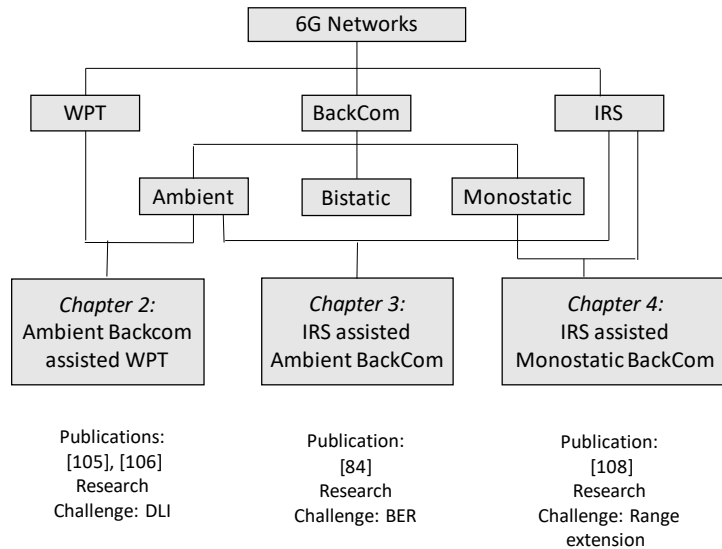 6G Networks
WPT
BackCom
IRS
Ambient
Bistatic
Monostatic
Chapter 2:
Ambient Backcom
assisted WPT
Chapter 3:
IRS assisted
Ambient BackCom
Chapter 4:
IRS assisted
Monostatic BackCom
Publications:
[105], [106]
Research
Challenge: DLI
Publication:
[84]
Research
Challenge: BER
Publication:
[108]
Research
Challenge: Range
extension